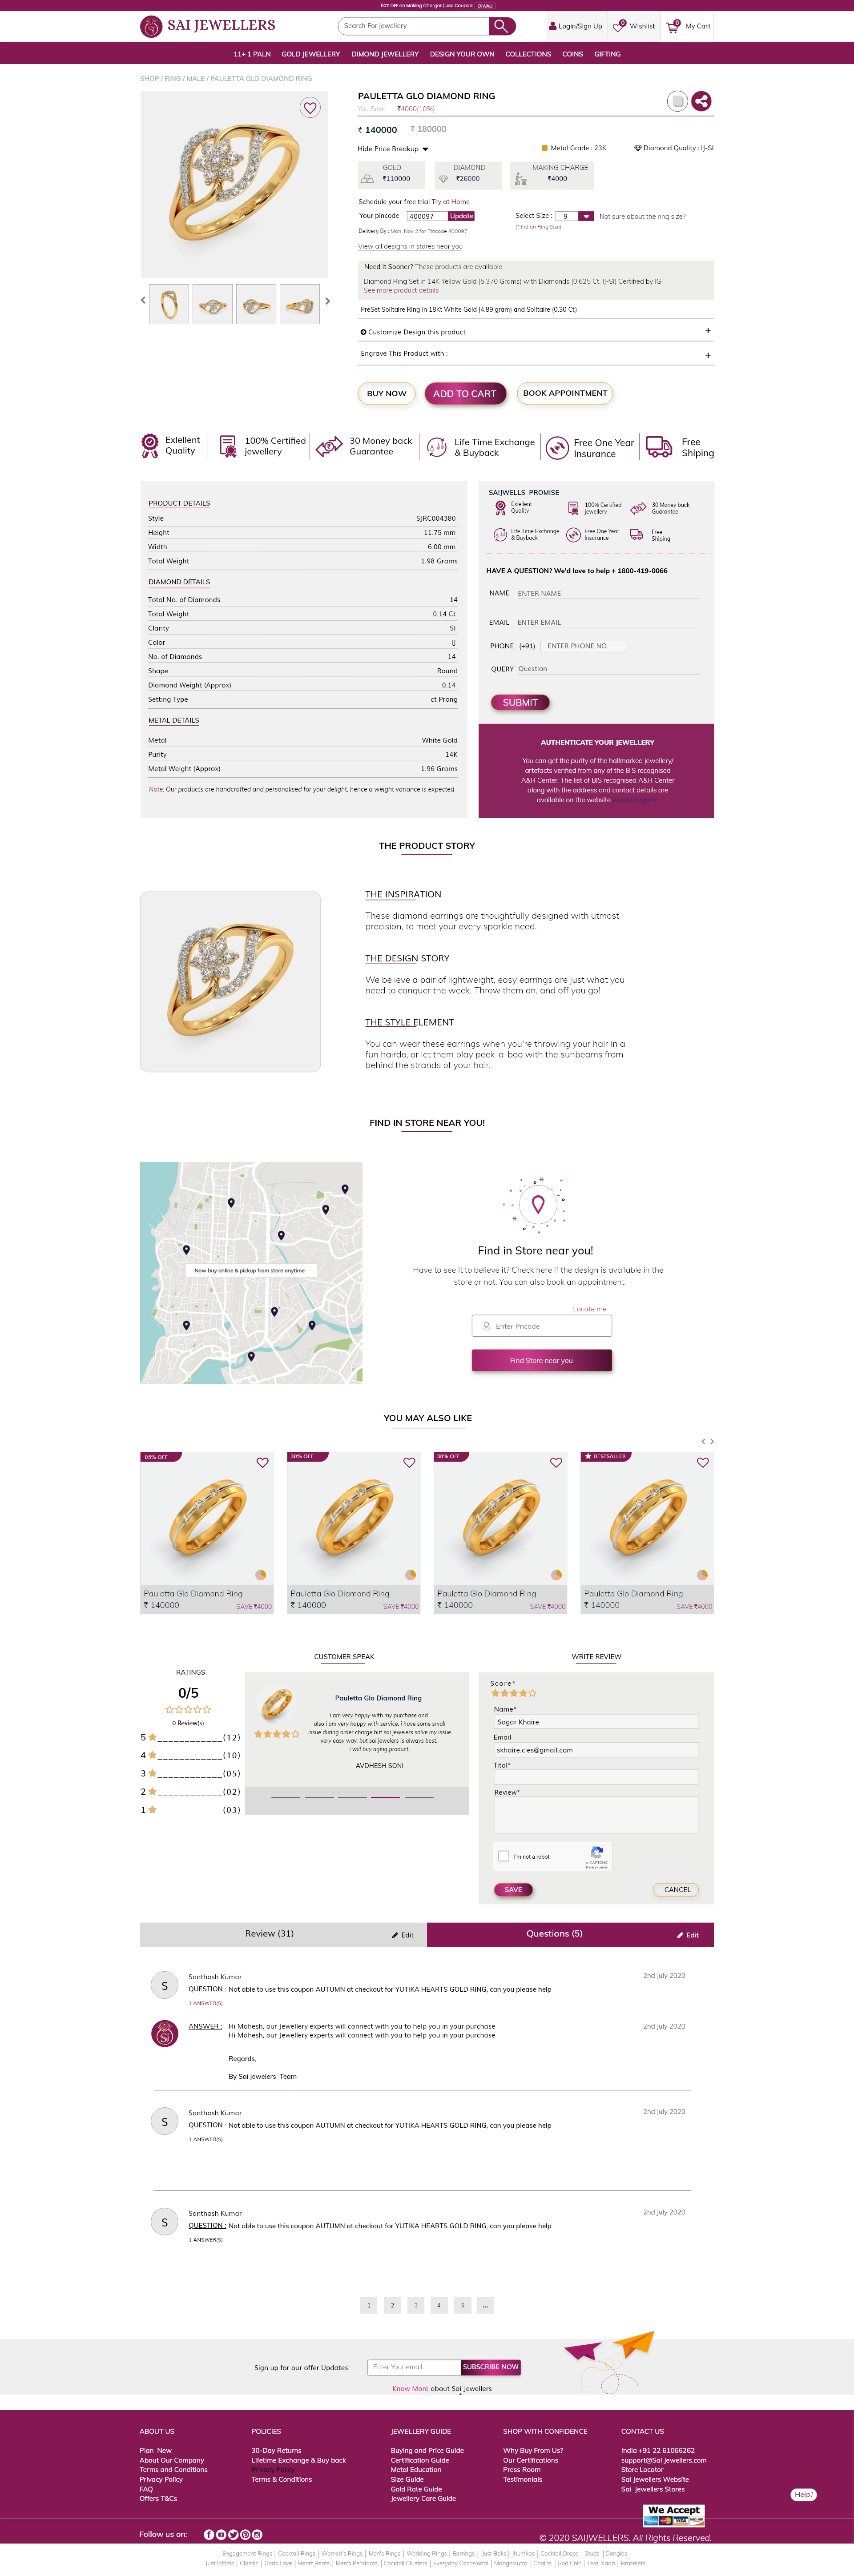 50% OFF on Making Charges | Use Coupon: DIWALI
SAI JEWELLERS
Search For Jewellery
Login/Sign Up
0
Wishlist
0
My Cart
11+ 1 PALN GOLD JEWELLERY DIMOND JEWELLERY DESIGN YOUR OWN COLLECTIONS COINS GIFTING
SHOP / RING / MALE / PAULETTA GLO DIAMOND RING
PAULETTA GLO DIAMOND RING
You Save : ₹4000(10%)
₹ 140000 ₹ 180000
Hide Price Breakup
Metal Grade : 23K
Diamond Quality : IJ-SI
GOLD
₹110000
DIAMOND
₹26000
MAKING CHARGE
₹4000
Schedule your free trial Try at Home
Your pincode 400097 Update
Select Size : 9 Not sure about the ring size?
(* Indian Ring Size)
Delivery By : Mon, Nov 2 for Pincode 400097
View all designs in stores near you
Need it Sooner? These products are available
Diamond Ring Set in 14K Yellow Gold (5.370 Grams) with Diamonds (0.625 Ct, IJ-SI) Certified by IGI
See more product details
PreSet Solitaire Ring In 18Kt White Gold (4.89 gram) and Solitaire (0.30 Ct)
Customize Design this product +
Engrave This Product with : +
BUY NOW ADD TO CART BOOK APPOINTMENT
Exlellent
Quality
100% Certified
jewellery
30 Money back
Guarantee
Life Time Exchange
& Buyback
Free One Year
Insurance
Free
Shiping
PRODUCT DETAILS
Style SJRC004380
Height 11.75 mm
Width 6.00 mm
Total Weight 1.98 Grams
DIAMOND DETAILS
Total No. of Diamonds 14
Total Weight 0.14 Ct
Clarity SI
Color IJ
No. of Diamonds 14
Shape Round
Diamond Weight (Approx) 0.14
Setting Type ct Prong
METAL DETAILS
Metal White Gold
Purity 14K
Metal Weight (Approx) 1.96 Grams
Note: Our products are handcrafted and personalised for your delight, hence a weight variance is expected
SAIJWELLS PROMISE
Exlellent
Quality
100% Certified
jewellery
30 Money back
Guarantee
Life Time Exchange
& Buyback
Free One Year
Insurance
Free
Shiping
HAVE A QUESTION? We'd love to help + 1800-419-0066
NAME ENTER NAME
EMAIL ENTER EMAIL
PHONE (+91) ENTER PHONE NO.
QUERY Question
SUBMIT
AUTHENTICATE YOUR JEWELLERY
You can get the purity of the hallmarked jewellery/
artefacts verified from any of the BIS recognised
A&H Center. The list of BIS recognised A&H Center
along with the address and contact details are
available on the website
THE PRODUCT STORY
THE INSPIRATION
These diamond earrings are thoughtfully designed with utmost
precision, to meet your every sparkle need.
THE DESIGN STORY
We believe a pair of lightweight, easy earrings are just what you
need to conquer the week. Throw them on, and off you go!
THE STYLE ELEMENT
You can wear these earrings when you're throwing your hair in a
fun hairdo, or let them play peek-a-boo with the sunbeams from
behind the strands of your hair.
FIND IN STORE NEAR YOU!
Now buy online & pickup from store anytime
Find in Store near you!
Have to see it to believe it? Check here if the design is available in the
store or not. You can also book an appointment
Locate me
Enter Pncode
Find Store near you
YOU MAY ALSO LIKE
03% OFF
Pauletta Glo Diamond Ring
₹ 140000 SAVE ₹4000
30% OFF
Pauletta Glo Diamond Ring
₹ 140000 SAVE ₹4000
30% OFF
Pauletta Glo Diamond Ring
₹ 140000 SAVE ₹4000
BESTSALLER
Pauletta Glo Diamond Ring
₹ 140000 SAVE ₹4000
RATINGS
0/5
0 Review(s)
5 ____________(12)
4 ____________(10)
3 ____________(05)
2 ____________(02)
1 ____________(03)
CUSTOMER SPEAK
Pauletta Glo Diamond Ring
I am very happy with my purchase and
also i am very happy with service. i have some small
issue during order charge but sai jewelers solve my issue
very easy way. but sai jewelers is always best..
i will buy aging product.
AVDHESH SONI
WRITE REVIEW
Score*
Name*
Sagar Khaire
Email
skhaire.cies@gmail.com
Tital*
Review*
I'm not a robot
reCAPTCHA
Privacy - Terms
SAVE CANCEL
Review (31) Edit
Questions (5) Edit
S
Santhosh Kumar 2nd July 2020
QUESTION : Not able to use this coupon AUTUMN at checkout for YUTIKA HEARTS GOLD RING, can you please help
1 ANSWER(S)
ANSWER : Hi Mahesh, our Jewellery experts will connect with you to help you in your purchase 2nd July 2020
Hi Mahesh, our Jewellery experts will connect with you to help you in your purchase
Regards,
By Sai jewelers Team
S
Santhosh Kumar 2nd July 2020
QUESTION : Not able to use this coupon AUTUMN at checkout for YUTIKA HEARTS GOLD RING, can you please help
1 ANSWER(S)
S
Santhosh Kumar 2nd July 2020
QUESTION : Not able to use this coupon AUTUMN at checkout for YUTIKA HEARTS GOLD RING, can you please help
1 ANSWER(S)
1 2 3 4 5 ...
Sign up for our offer Updates: Enter Your email SUBSCRIBE NOW
Know More about Sai Jewellers
ABOUT US
Plan New
About Our Company
Terms and Conditions
Privacy Policy
FAQ
Offers T&Cs
POLICIES
30-Day Returns
Lifetime Exchange & Buy back
Privacy Policy
Terms & Conditions
JEWELLERY GUIDE
Buying and Price Guide
Certification Guide
Metal Education
Size Guide
Gold Rate Guide
Jewellery Care Guide
SHOP WITH CONFIDENCE
Why Buy From Us?
Our Certifications
Press Room
Testimonials
CONTACT US
India +91 22 61066262
support@Sai Jewellers.com
Store Locator
Sai Jewellers Website
Sai Jewellers Stores
Help?
We Accept
Follow us on:
© 2020 SAIJWELLERS. All Rights Reserved.
Engagement Rings | Cocktail Rings | Women's Rings | Men's Rings | Wedding Rings | Earrings | Just Balis | Jhumkas | Cocktail Drops | Studs | Dangles
Just Initials | Classic | Gods Love | Heart Beats | Men's Pendants | Cocktail Clusters | Everyday Occasional | Mangalsutra | Chains | God Coin | Oval Kada | Bracelets